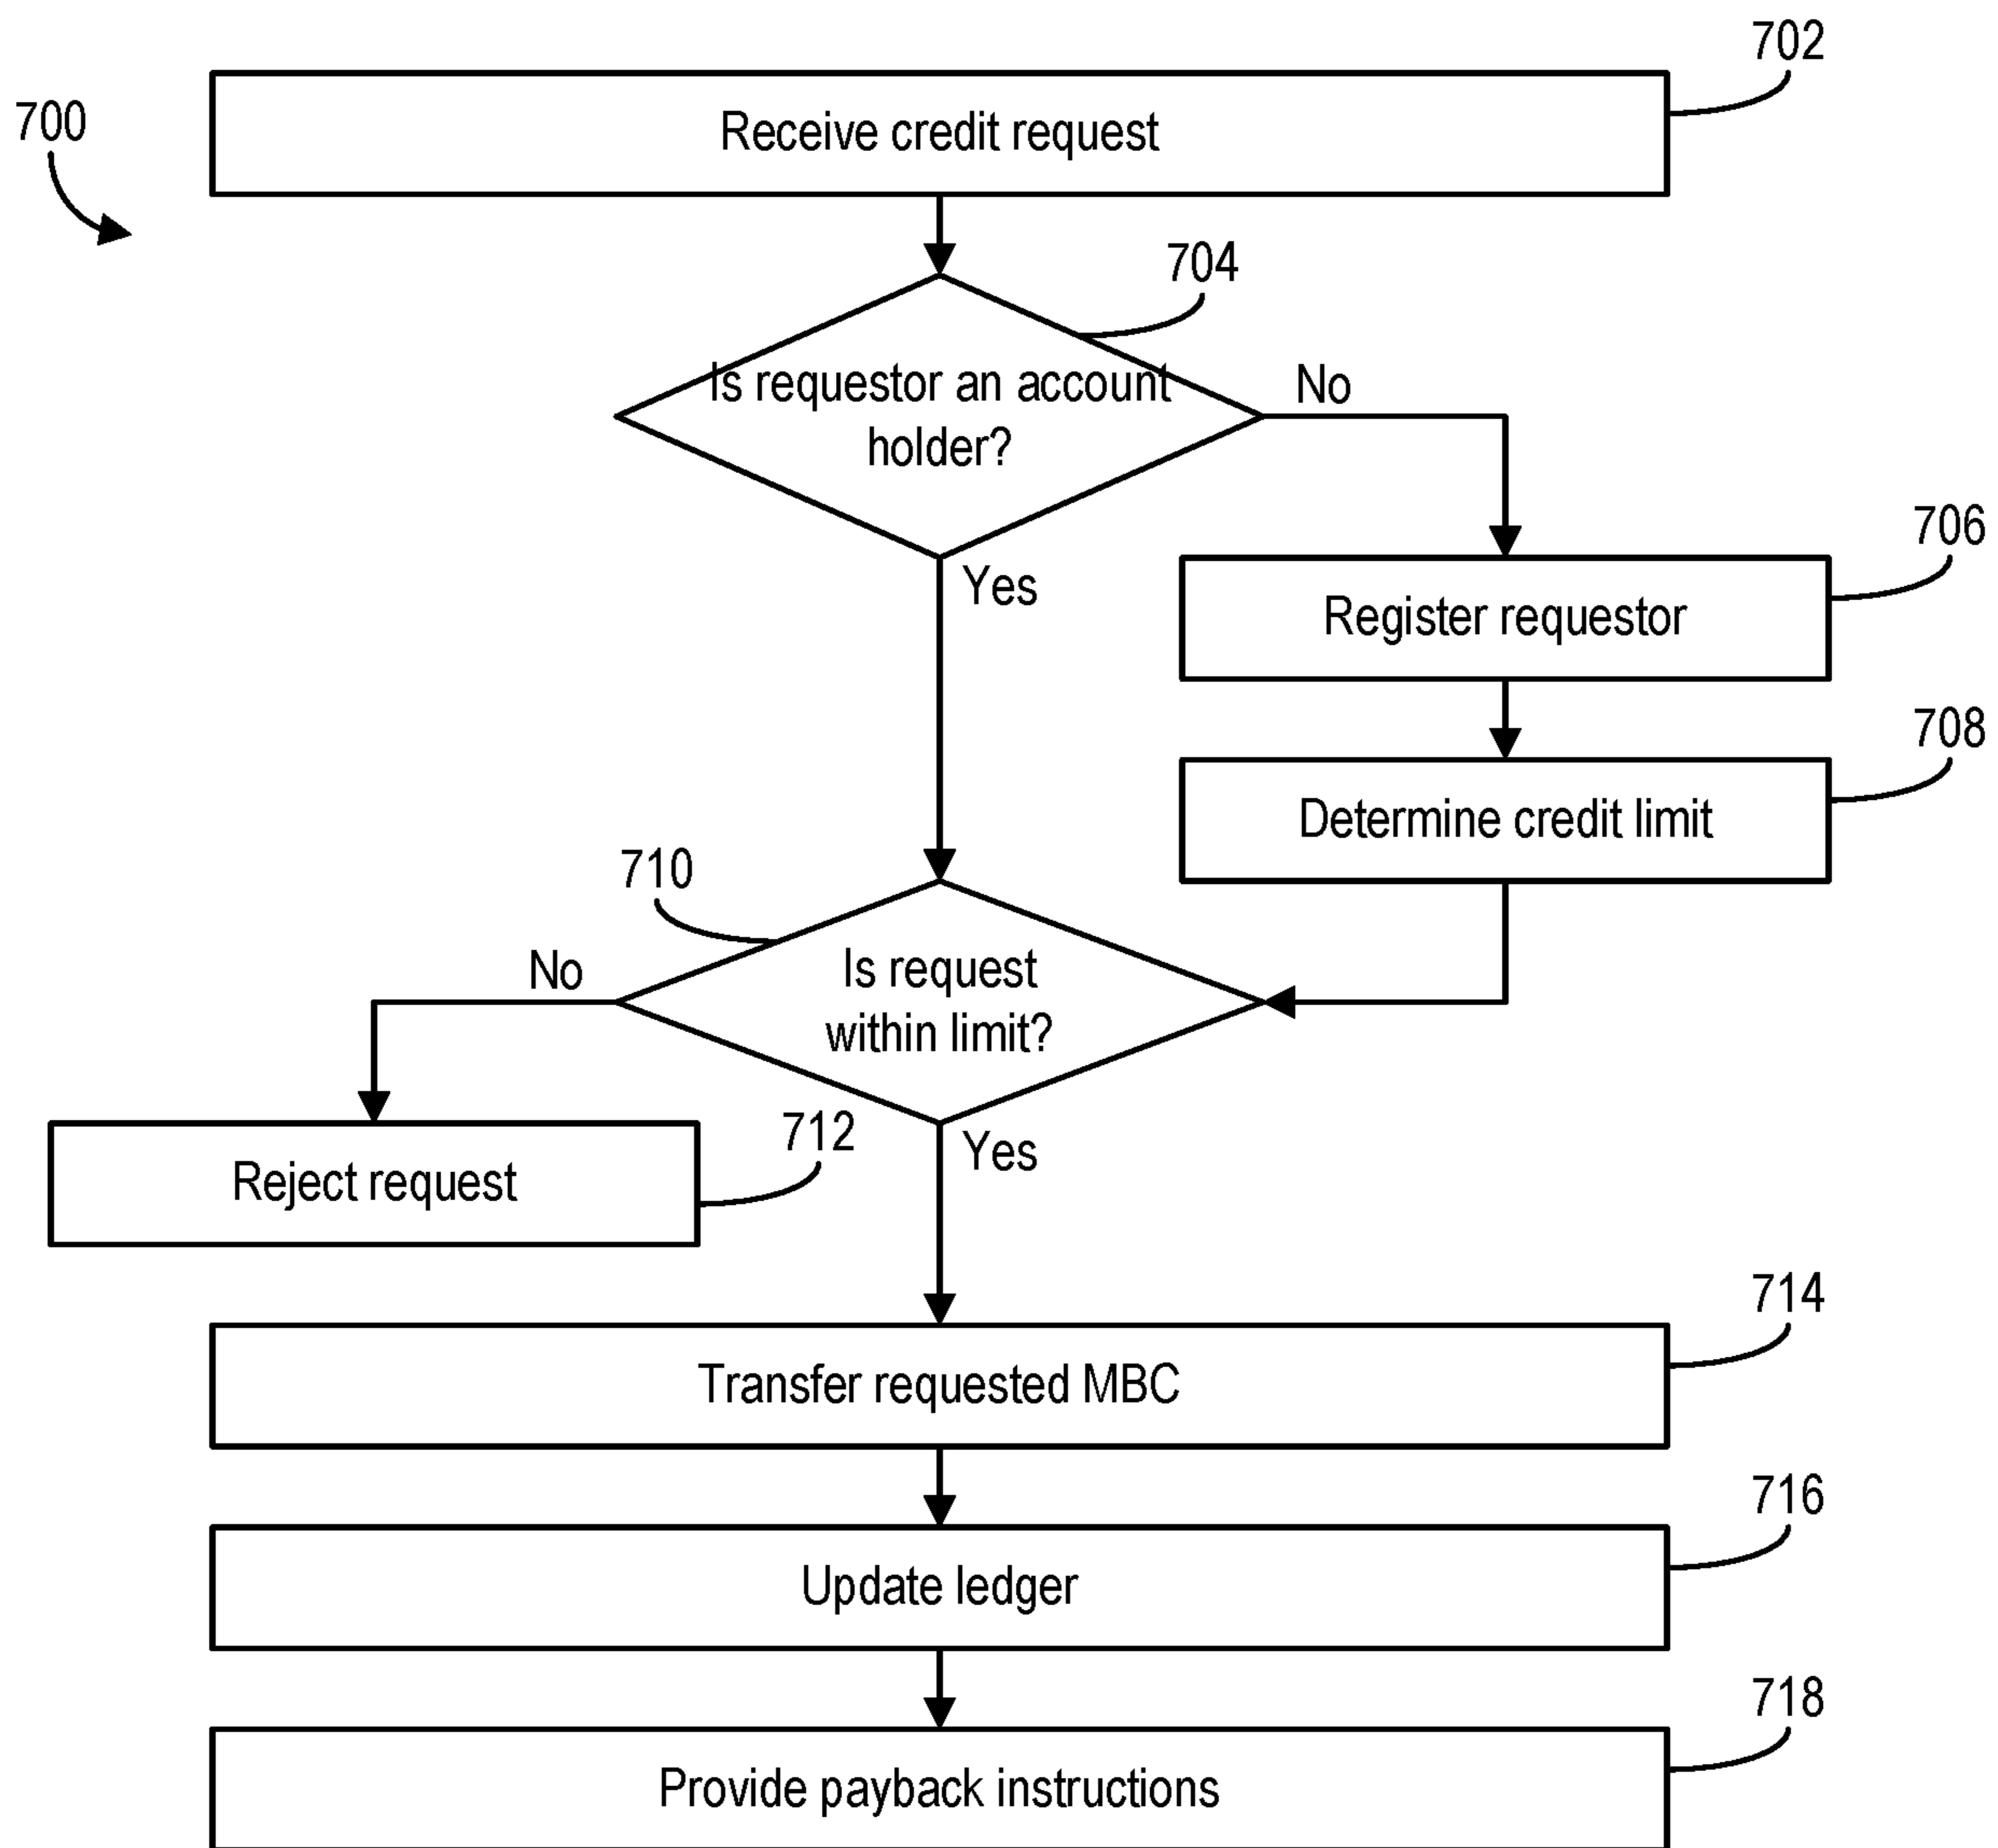 702
700
Receive credit request
704
Is requestor an account
holder?
No
Yes
706
Register requestor
708
Determine credit limit
710
Is request
within limit?
No
Yes
712
Reject request
714
Transfer requested MBC
716
Update ledger
718
Provide payback instructions